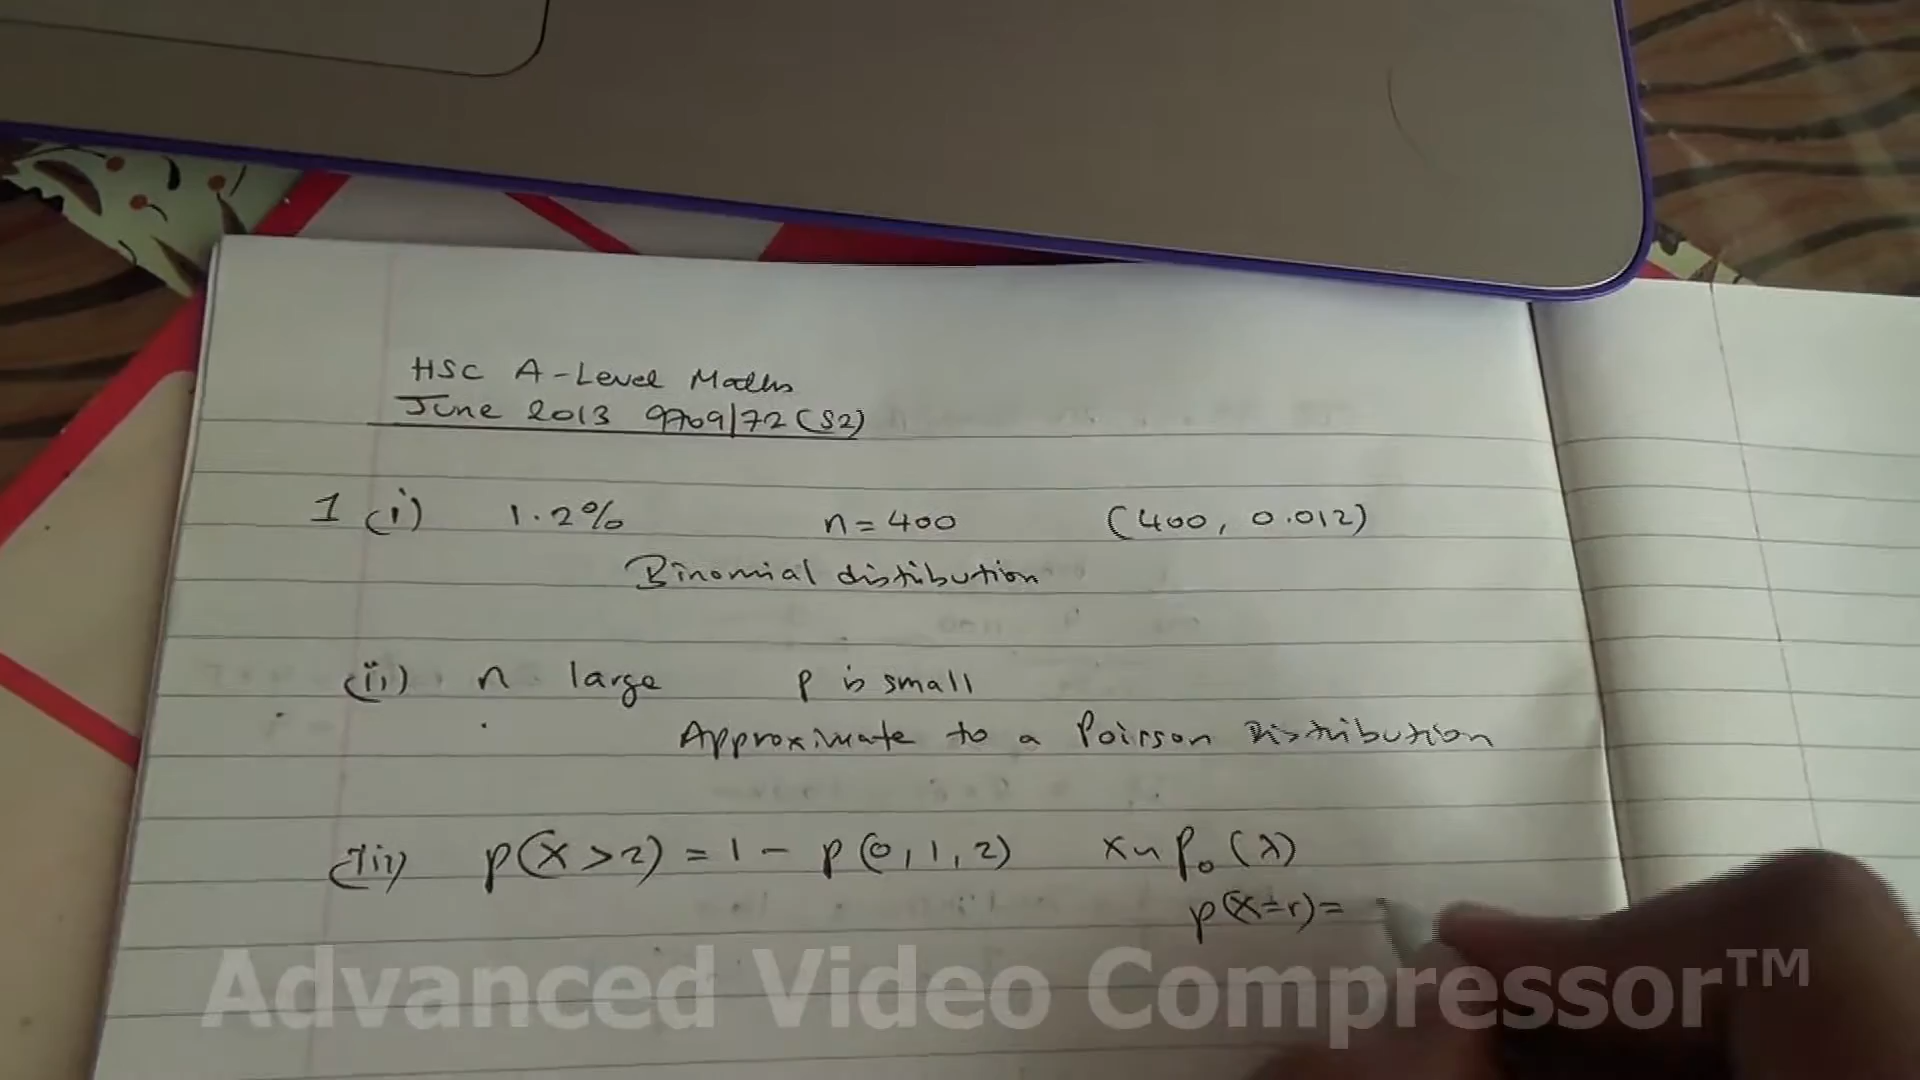 HSC A-Level Maths
June 2013 9709/72 (S2)
1 (i) 1.2% n = 400 (400, 0.012)
Binomial distribution
(ii) n large p is small
Approximate to a Poisson Distribution
(iii) p(X > 2) = 1 - p(0, 1, 2) X ~ Po (λ)
p(X=r) =
Advanced Video Compressor™